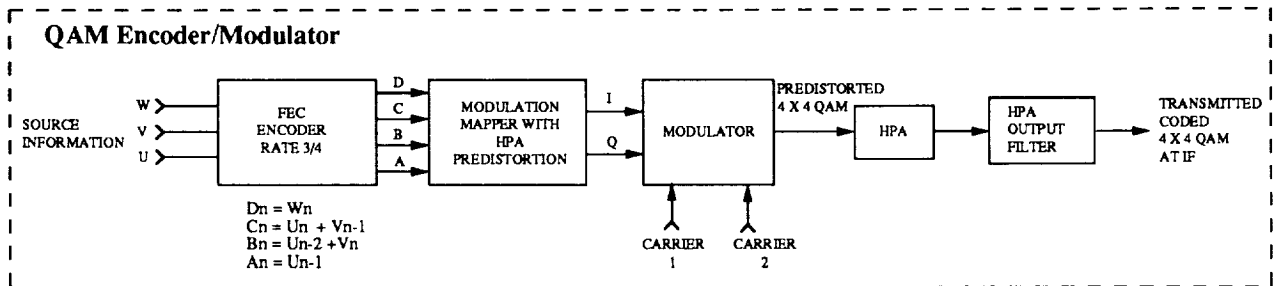 QAM Encoder/Modulator
SOURCE
INFORMATION
W
V
U
FEC
ENCODER
RATE 3/4
D
C
B
A
MODULATION
MAPPER WITH
HPA
PREDISTORTION
I
Q
MODULATOR
PREDISTORTED
4 X 4 QAM
HPA
HPA
OUTPUT
FILTER
TRANSMITTED
CODED
4 X 4 QAM
AT IF
Dn = Wn
Cn = Un + Vn-1
Bn = Un-2 +Vn
An = Un-1
CARRIER
1
CARRIER
2